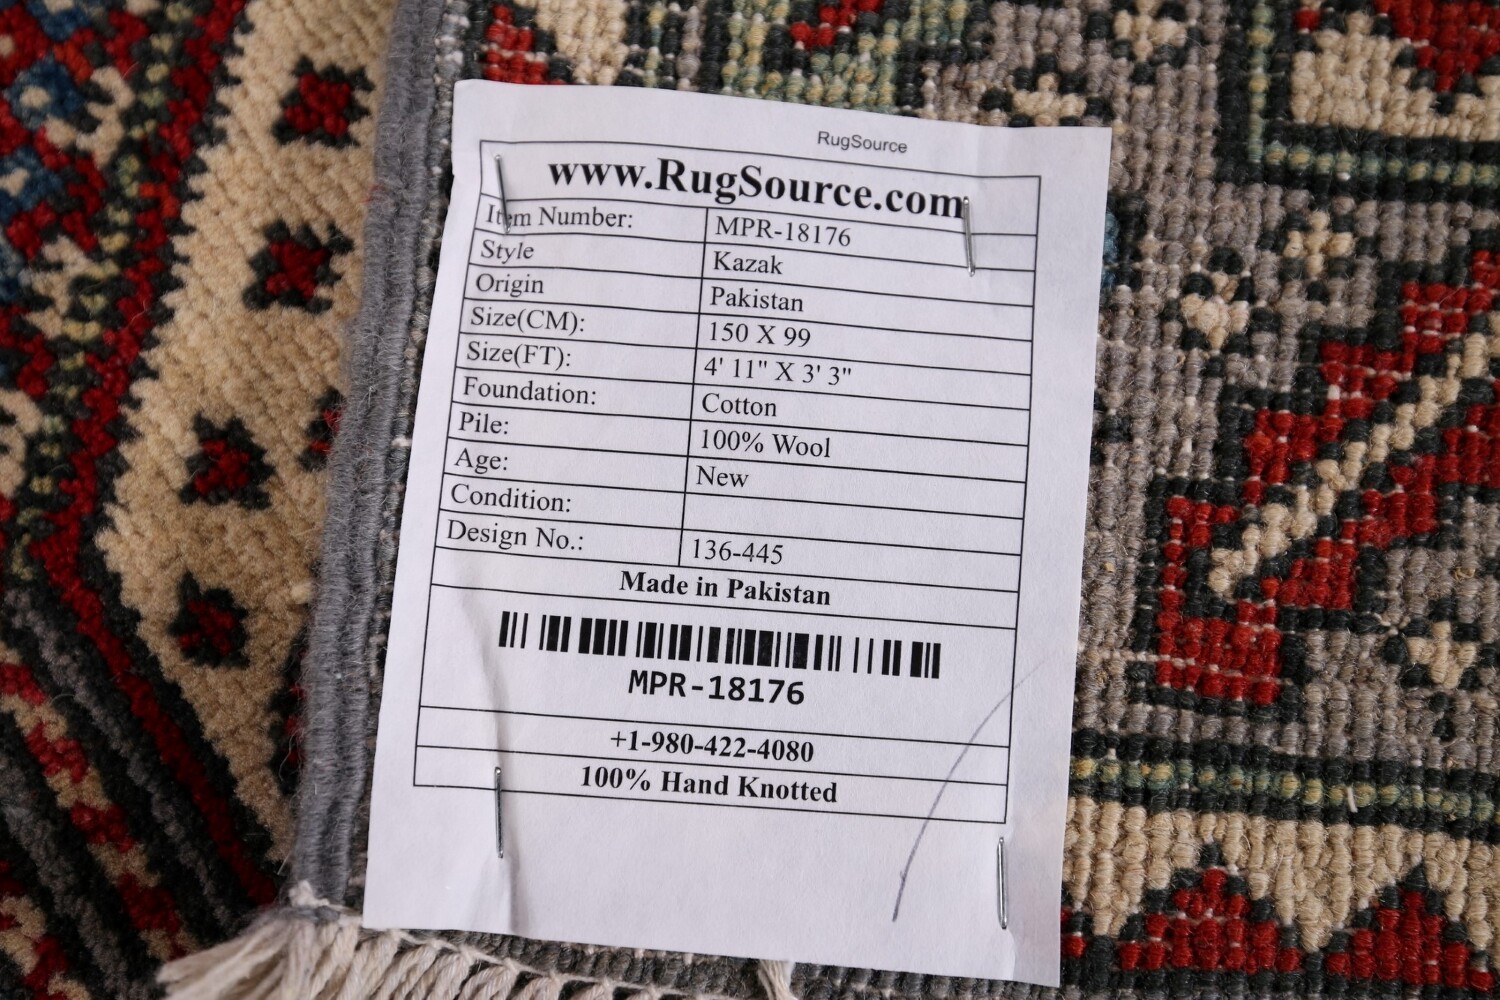 RugSource
www.RugSource.com
Item Number: MPR-18176
Style Kazak
Origin Pakistan
Size(CM): 150 X 99
Size(FT): 4' 11" X 3' 3"
Foundation: Cotton
Pile: 100% Wool
Age: New
Condition:
Design No.: 136-445
Made in Pakistan
MPR-18176
+1-980-422-4080
100% Hand Knotted